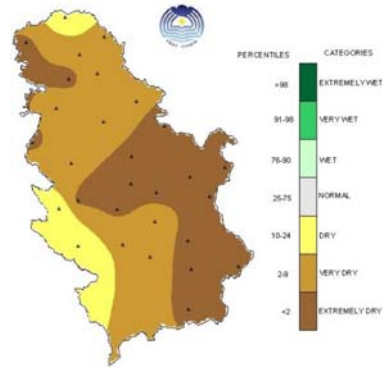 PERCENTILES CATEGORIES
>98 EXTREMELY WET
91-98 VERY WET
76-90 WET
25-75 NORMAL
10-24 DRY
2-9 VERY DRY
<2 EXTREMELY DRY